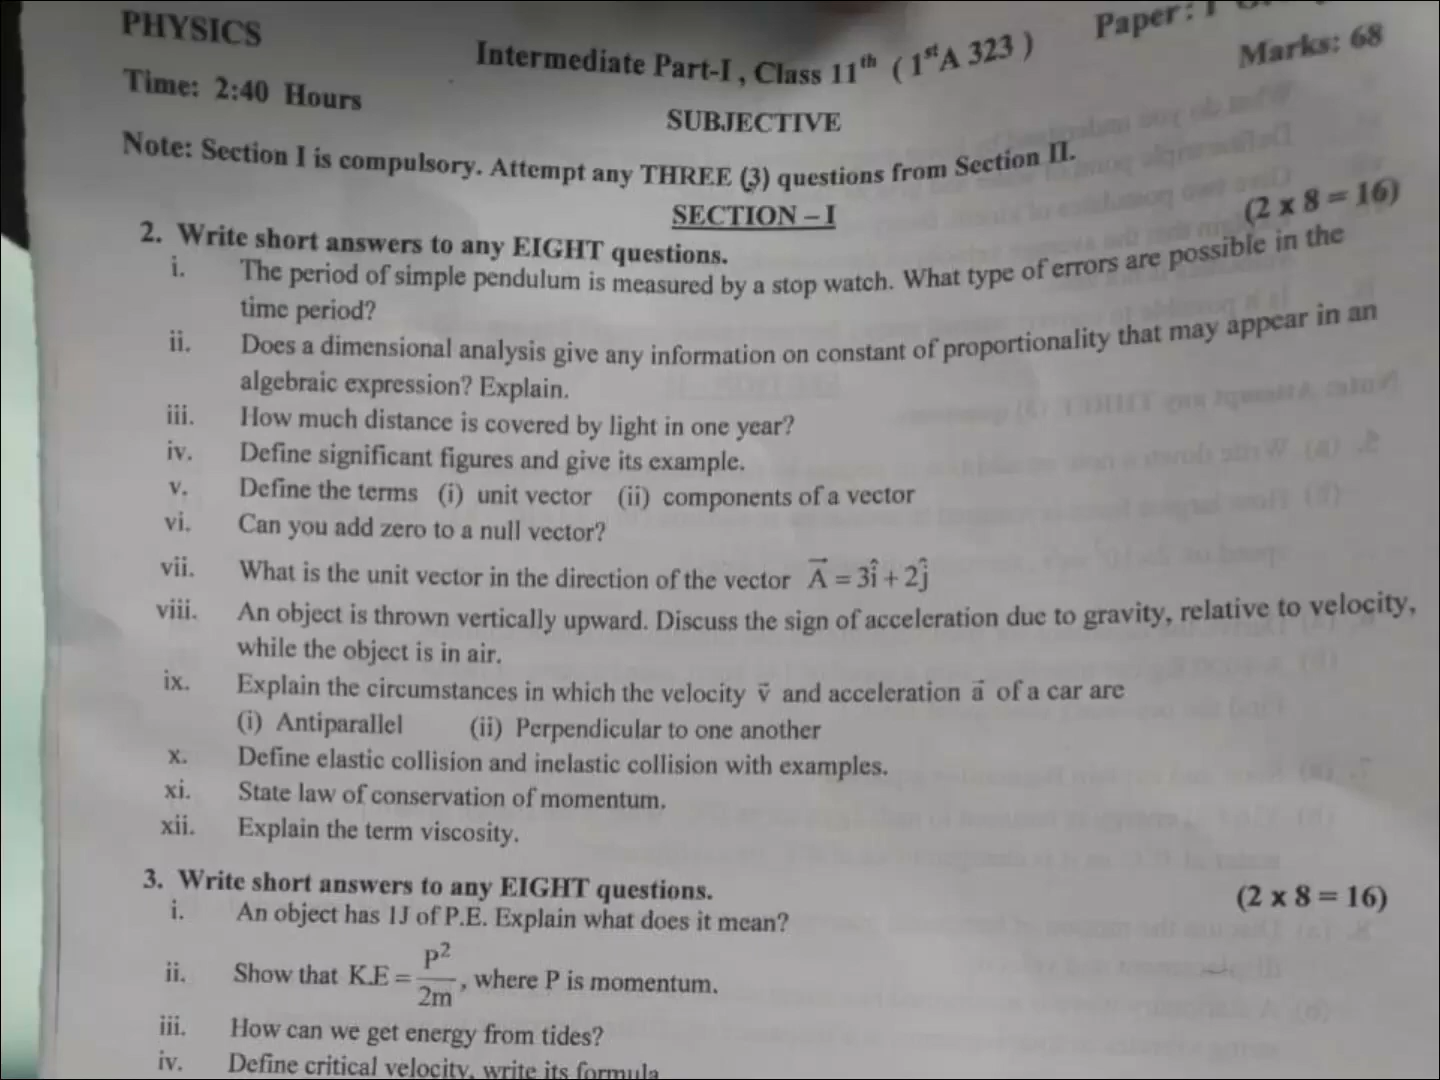 PHYSICS
Paper: I
Intermediate Part-I, Class 11th (1stA 323)
Marks: 68
Time: 2:40 Hours
SUBJECTIVE
Note: Section I is compulsory. Attempt any THREE (3) questions from Section II.
SECTION – I
2. Write short answers to any EIGHT questions. (2 x 8 = 16)
i. The period of simple pendulum is measured by a stop watch. What type of errors are possible in the
time period?
ii. Does a dimensional analysis give any information on constant of proportionality that may appear in an
algebraic expression? Explain.
iii. How much distance is covered by light in one year?
iv. Define significant figures and give its example.
v. Define the terms (i) unit vector (ii) components of a vector
vi. Can you add zero to a null vector?
vii. What is the unit vector in the direction of the vector A⃗ = 3î + 2ĵ
viii. An object is thrown vertically upward. Discuss the sign of acceleration due to gravity, relative to velocity,
while the object is in air.
ix. Explain the circumstances in which the velocity v⃗ and acceleration a⃗ of a car are
(i) Antiparallel (ii) Perpendicular to one another
x. Define elastic collision and inelastic collision with examples.
xi. State law of conservation of momentum.
xii. Explain the term viscosity.
3. Write short answers to any EIGHT questions. (2 x 8 = 16)
i. An object has 1J of P.E. Explain what does it mean?
ii. Show that K.E = P²/2m, where P is momentum.
iii. How can we get energy from tides?
iv. Define critical velocity, write its formula